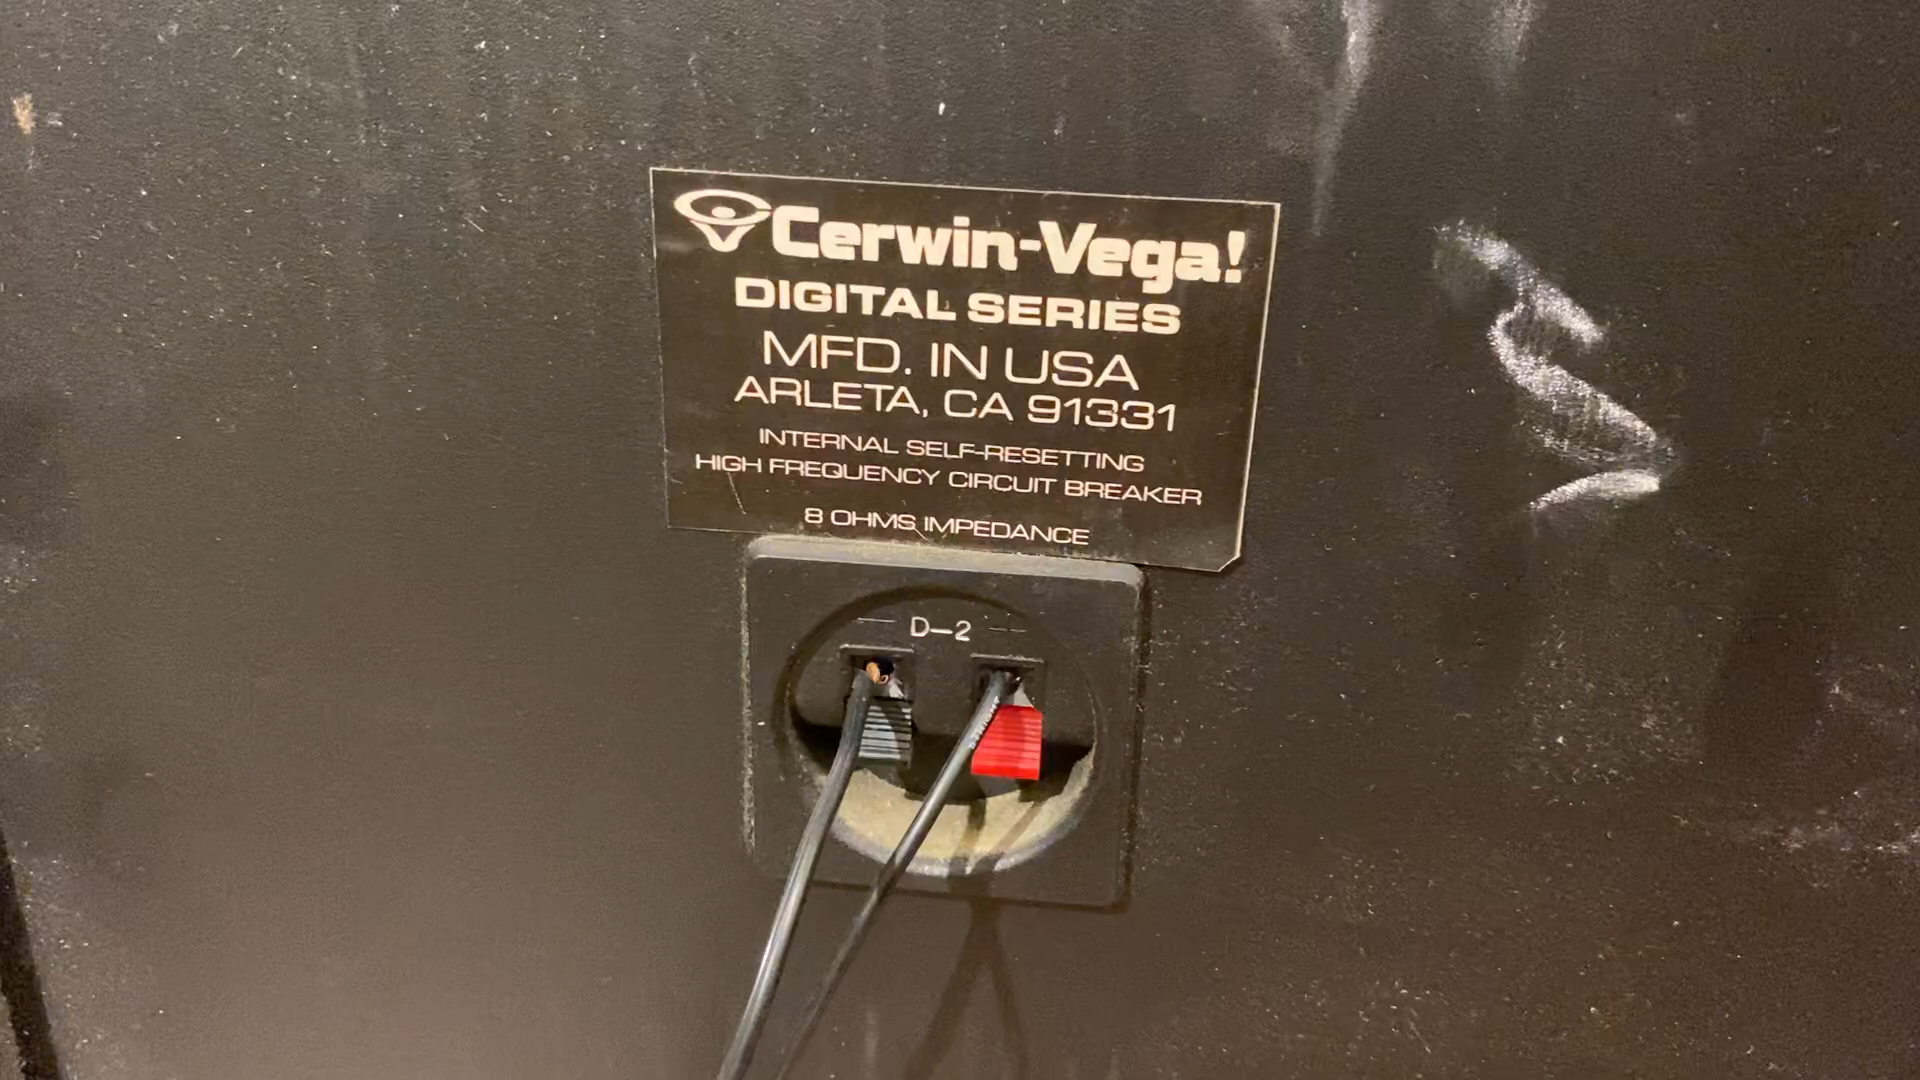 Cerwin-Vega!
DIGITAL SERIES
MFD. IN USA
ARLETA, CA 91331
INTERNAL SELF-RESETTING
HIGH FREQUENCY CIRCUIT BREAKER
8 OHMS IMPEDANCE
D-2